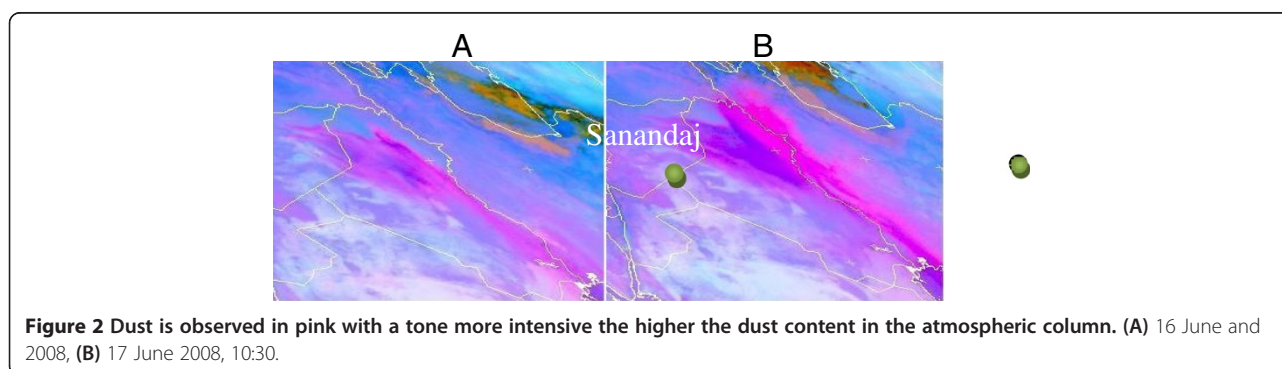 A
B
Sanandaj
Figure 2 Dust is observed in pink with a tone more intensive the higher the dust content in the atmospheric column. (A) 16 June and
2008, (B) 17 June 2008, 10:30.